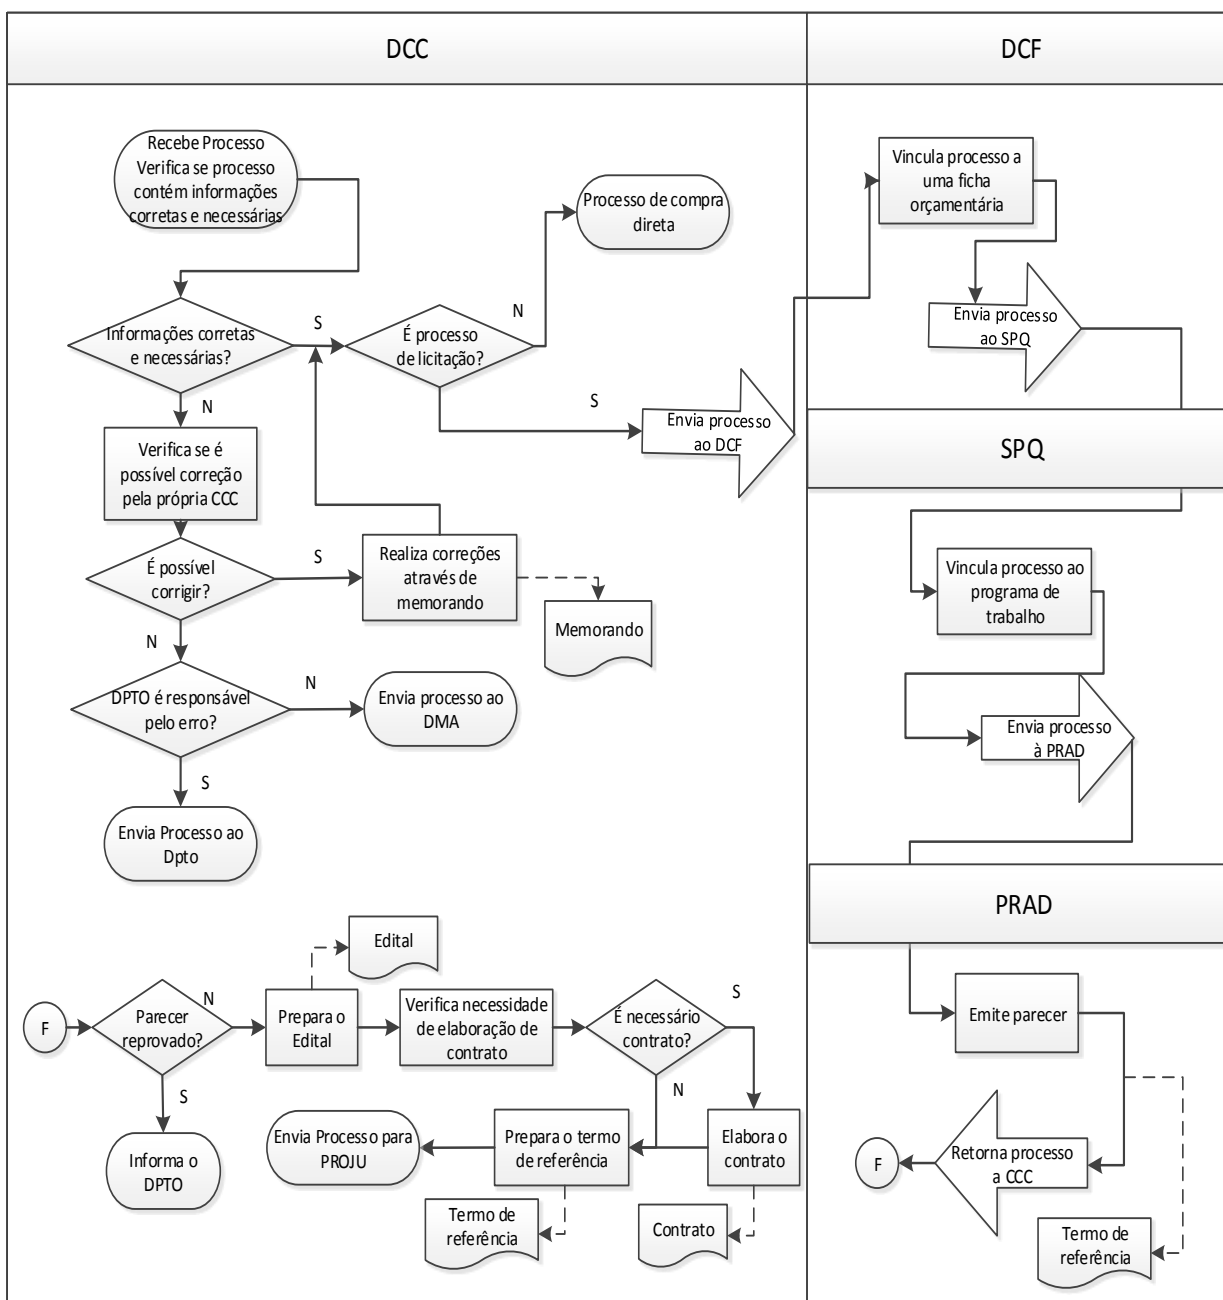 DCC
DCF
Recebe Processo
Verifica se processo
contém informações
corretas e necessárias
Processo de compra
direta
Vincula processo a
uma ficha
orçamentária
Informações corretas
e necessárias?
S
É processo
de licitação?
N
Envia processo
ao SPQ
N
S
Envia processo
ao DCF
Verifica se é
possível correção
pela própria CCC
SPQ
É possível
corrigir?
S
Realiza correções
através de
memorando
Memorando
Vincula processo ao
programa de
trabalho
N
DPTO é responsável
pelo erro?
N
Envia processo ao
DMA
Envia processo
à PRAD
S
Envia Processo ao
Dpto
PRAD
Edital
F
Parecer
reprovado?
N
Prepara o
Edital
Verifica necessidade
de elaboração de
contrato
É necessário
contrato?
S
Emite parecer
S
N
Informa o
DPTO
Envia Processo para
PROJU
Prepara o termo
de referência
Elabora o
contrato
F
Retorna processo
a CCC
Termo de
referência
Contrato
Termo de
referência